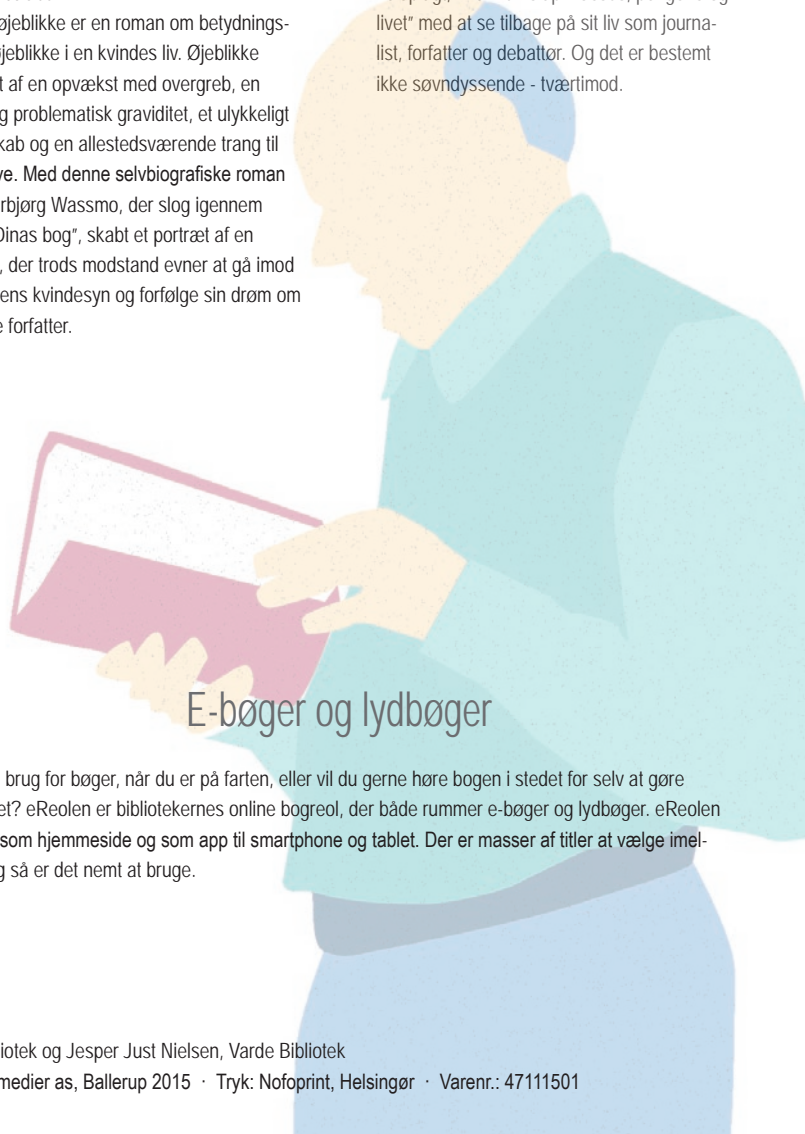 øjeblikke er en roman om betydnings-
jeblikke i en kvindes liv. Øjeblikke
t af en opvækst med overgreb, en
g problematisk graviditet, et ulykkeligt
kab og en allestedsværende trang til
ve. Med denne selvbiografiske roman
rbjørg Wassmo, der slog igennem
Dinas bog”, skabt et portræt af en
, der trods modstand evner at gå imod
ens kvindesyn og forfølge sin drøm om
e forfatter.
livet” med at se tilbage på sit liv som journa-
list, forfatter og debattør. Og det er bestemt
ikke søvndyssende - tværtimod.
E-bøger og lydbøger
brug for bøger, når du er på farten, eller vil du gerne høre bogen i stedet for selv at gøre
et? eReolen er bibliotekernes online bogreol, der både rummer e-bøger og lydbøger. eReolen
som hjemmeside og som app til smartphone og tablet. Der er masser af titler at vælge imel-
g så er det nemt at bruge.
iotek og Jesper Just Nielsen, Varde Bibliotek
medier as, Ballerup 2015 · Tryk: Nofoprint, Helsingør · Varenr.: 47111501